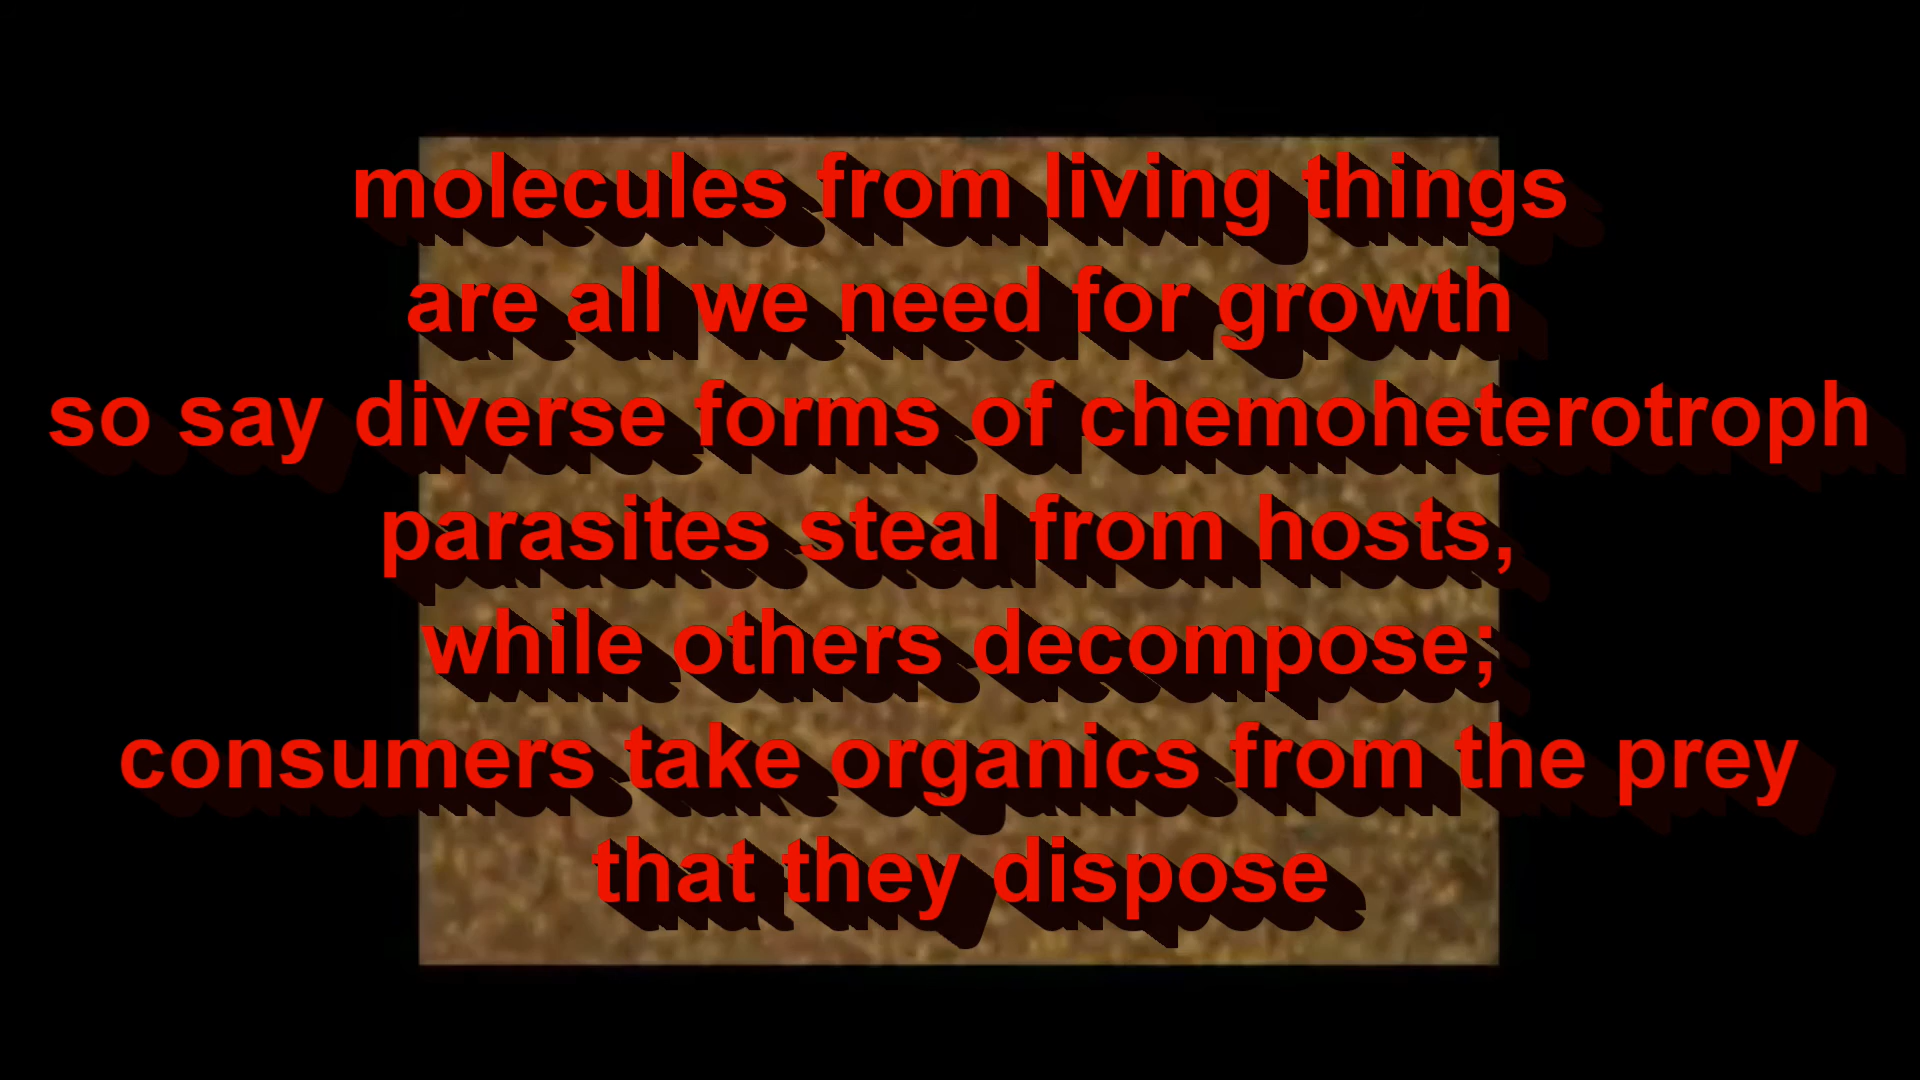 molecules from living things
are all we need for growth
so say diverse forms of chemoheterotroph
parasites steal from hosts,
while others decompose;
consumers take organics from the prey
that they dispose